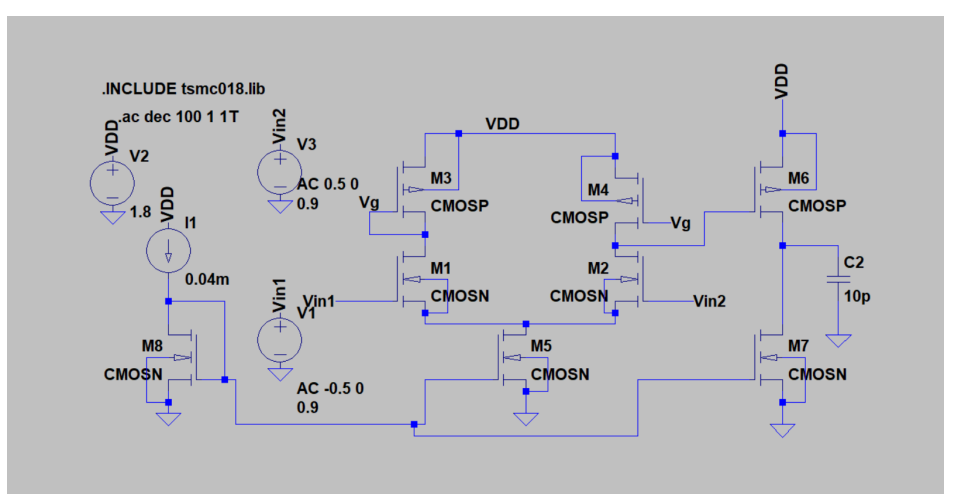 .INCLUDE tsmc018.lib
.ac dec 100 1 1T
VDD
V2
1.8
Vin2
V3
AC 0.5 0
0.9
VDD
I1
0.04m
Vin1
V1
AC -0.5 0
0.9
M8
CMOSN
VDD
M3
CMOSP
Vg
M4
CMOSP
Vg
M1
CMOSN
Vin1
M2
CMOSN
Vin2
M5
CMOSN
VDD
M6
CMOSP
C2
10p
M7
CMOSN